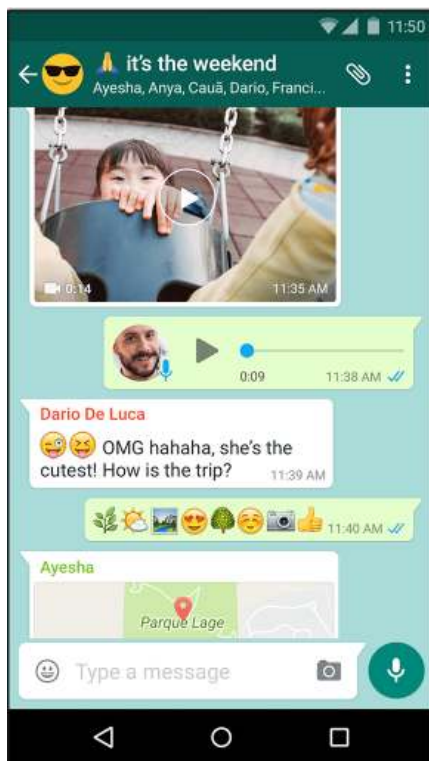 11:50
🙏 it's the weekend
Ayesha, Anya, Cauã, Dario, Franci...
0:14
11:35 AM
0:09
11:38 AM
Dario De Luca
😜😝 OMG hahaha, she's the
cutest! How is the trip?
11:39 AM
🌿🌤🏞😍🌳☺📷👍 11:40 AM
Ayesha
Parque Lage
Type a message